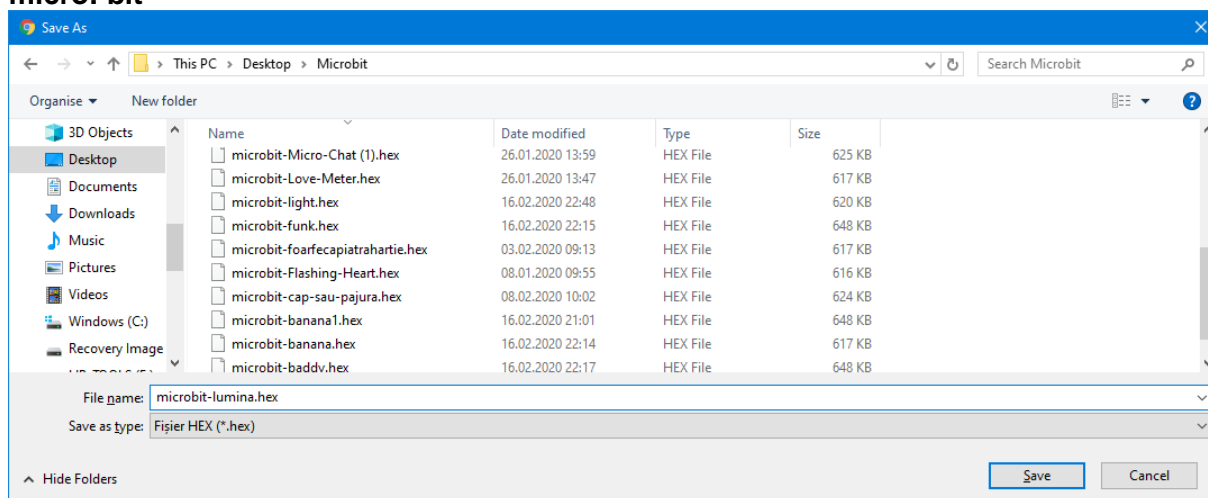 micro: bit
Save As
This PC > Desktop > Microbit
Search Microbit
Organise
New folder
3D Objects
Desktop
Documents
Downloads
Music
Pictures
Videos
Windows (C:)
Recovery Image
Name Date modified Type Size
microbit-Micro-Chat (1).hex 26.01.2020 13:59 HEX File 625 KB
microbit-Love-Meter.hex 26.01.2020 13:47 HEX File 617 KB
microbit-light.hex 16.02.2020 22:48 HEX File 620 KB
microbit-funk.hex 16.02.2020 22:15 HEX File 648 KB
microbit-foarfecapiatrahartie.hex 03.02.2020 09:13 HEX File 617 KB
microbit-Flashing-Heart.hex 08.01.2020 09:55 HEX File 616 KB
microbit-cap-sau-pajura.hex 08.02.2020 10:02 HEX File 624 KB
microbit-banana1.hex 16.02.2020 21:01 HEX File 648 KB
microbit-banana.hex 16.02.2020 22:14 HEX File 617 KB
microbit-baddy.hex 16.02.2020 22:17 HEX File 648 KB
File name: microbit-lumina.hex
Save as type: Fișier HEX (*.hex)
Hide Folders
Save
Cancel